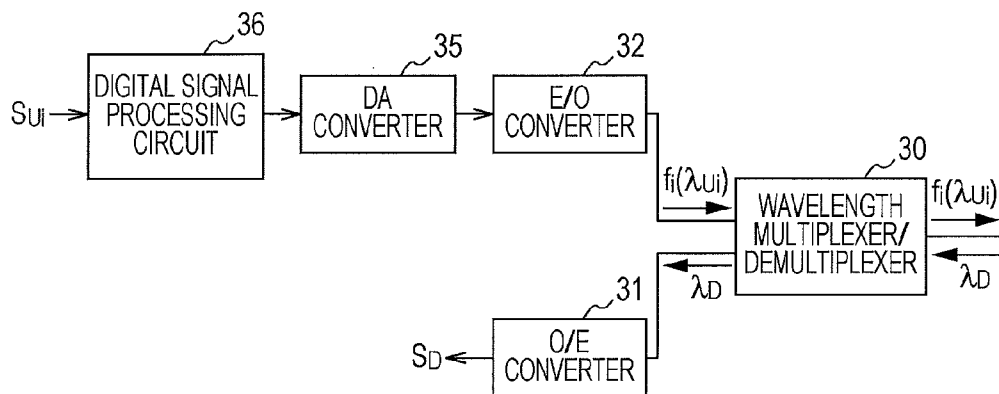 36
DIGITAL SIGNAL
PROCESSING
CIRCUIT
SUi
35
DA
CONVERTER
32
E/O
CONVERTER
30
WAVELENGTH
MULTIPLEXER/
DEMULTIPLEXER
fi(λUi)
fi(λUi)
λD
λD
31
O/E
CONVERTER
SD